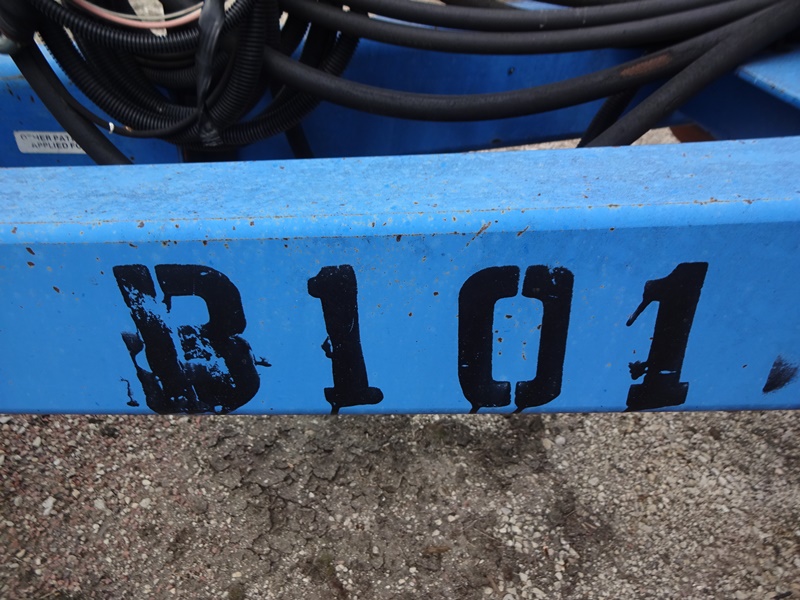 OTHER PAT
APPLIED FO
B101